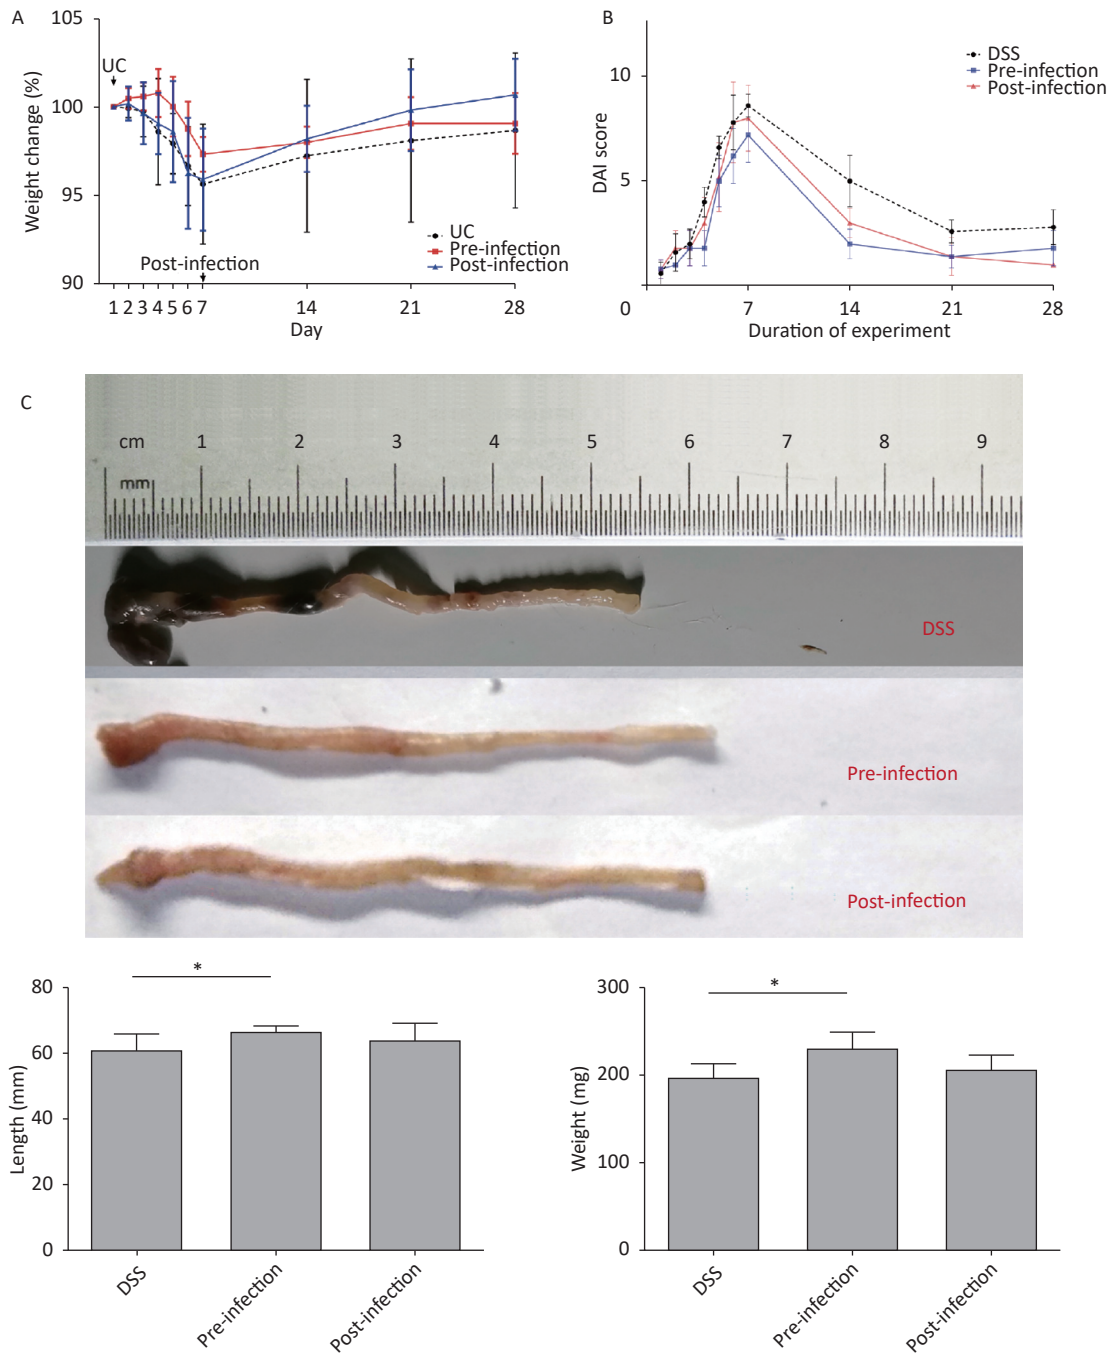 A
105
100
95
90
Weight change (%)
UC
Post-infection
UC
Pre-infection
Post-infection
1 2 3 4 5 6 7 14 21 28
Day
B
10
5
0
DAI score
DSS
Pre-infection
Post-infection
7 14 21 28
Duration of experiment
C
cm 1 2 3 4 5 6 7 8 9
mm
DSS
Pre-infection
Post-infection
80
60
40
20
0
Length (mm)
*
DSS
Pre-infection
Post-infection
300
200
100
0
Weight (mg)
*
DSS
Pre-infection
Post-infection